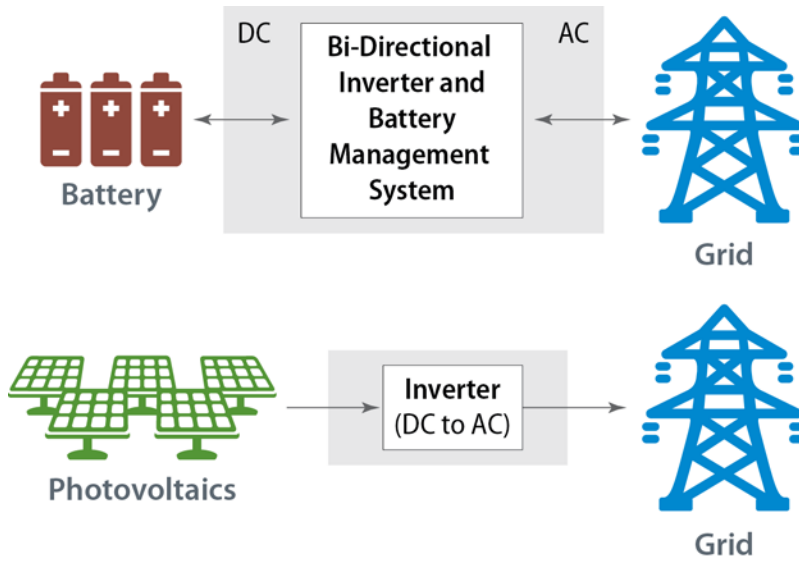 DC
AC
Bi-Directional
Inverter and
Battery
Management
System
Battery
Grid
Inverter
(DC to AC)
Photovoltaics
Grid